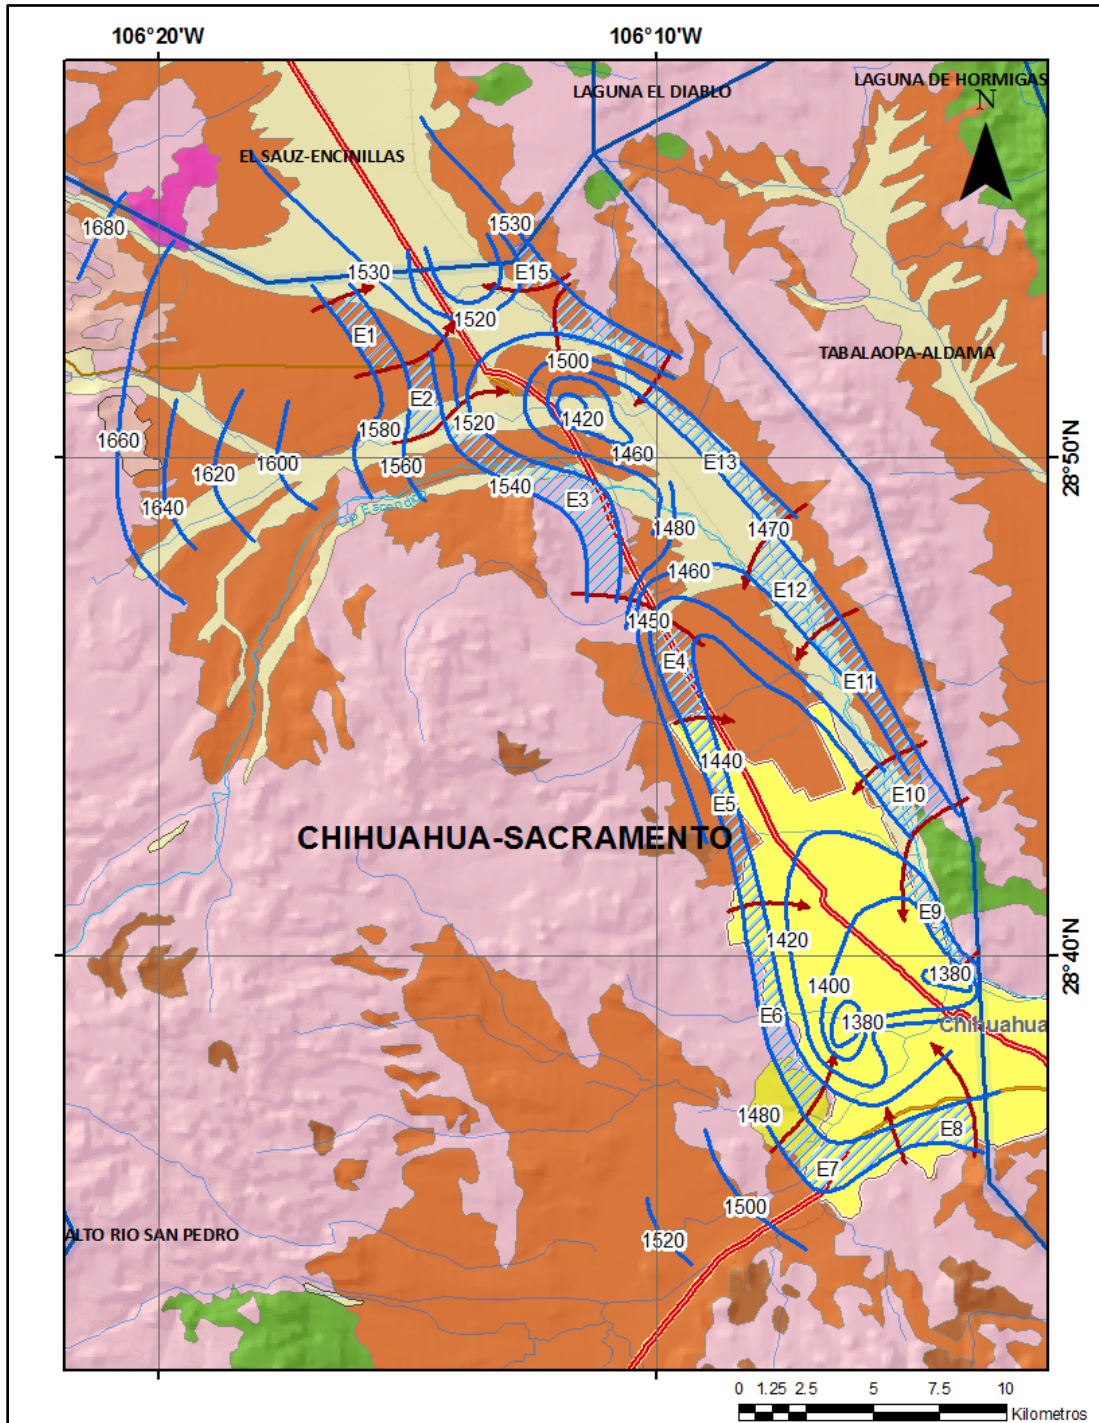 106°20'W
106°10'W
LAGUNA DE HORMIGAS
LAGUNA EL DIABLO
N
EL SAUZ-ENCINILLAS
1680
1530
1530
E15
1520
E1
TABALAOPA-ALDAMA
1500
E2
1420
1520
1580
1660
28°50'N
1460
E13
1620
1600
1560
1540
E3
1640
Rio Escondido
1480
1470
1460
E12
1450
E4
E11
1440
E10
E5
CHIHUAHUA-SACRAMENTO
E9
1420
28°40'N
1380
1400
E6
1380
Chihuahua
1480
E8
E7
1500
ALTO RIO SAN PEDRO
1520
0 1.25 2.5 5 7.5 10
Kilometros